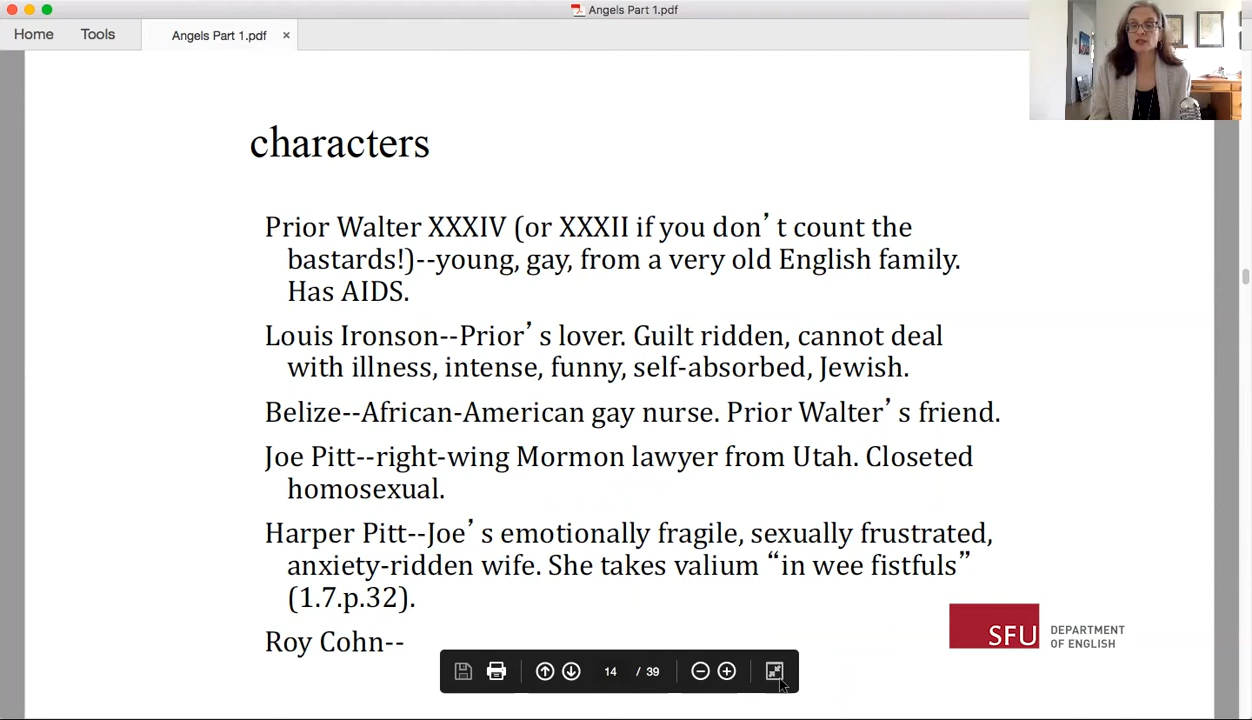 Angels Part 1.pdf
Home
Tools
Angels Part 1.pdf
characters
Prior Walter XXXIV (or XXXII if you don’t count the
bastards!)--young, gay, from a very old English family.
Has AIDS.
Louis Ironson--Prior’s lover. Guilt ridden, cannot deal
with illness, intense, funny, self-absorbed, Jewish.
Belize--African-American gay nurse. Prior Walter’s friend.
Joe Pitt--right-wing Mormon lawyer from Utah. Closeted
homosexual.
Harper Pitt--Joe’s emotionally fragile, sexually frustrated,
anxiety-ridden wife. She takes valium “in wee fistfuls”
(1.7.p.32).
Roy Cohn--
SFU
DEPARTMENT
OF ENGLISH
14 / 39